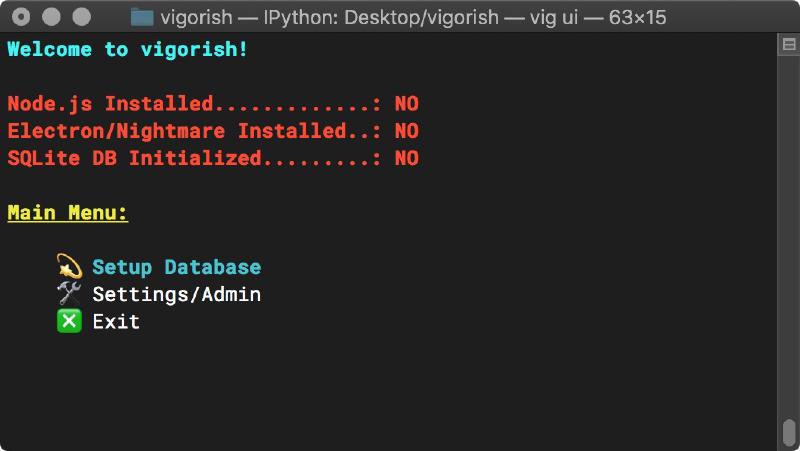 vigorish — IPython: Desktop/vigorish — vig ui — 63×15
Welcome to vigorish!
Node.js Installed.............: NO
Electron/Nightmare Installed..: NO
SQLite DB Initialized.........: NO
Main Menu:
Setup Database
Settings/Admin
Exit